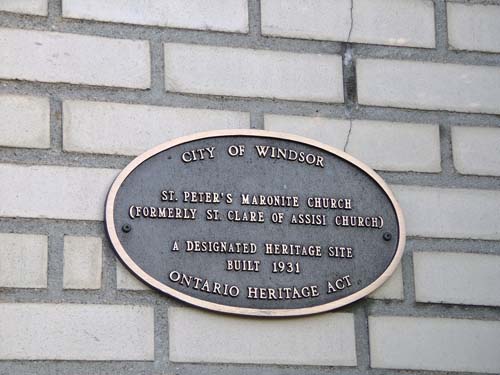 CITY OF WINDSOR
ST. PETER'S MARONITE CHURCH
(FORMERLY ST. CLARE OF ASSISI CHURCH)
A DESIGNATED HERITAGE SITE
BUILT 1931
ONTARIO HERITAGE ACT